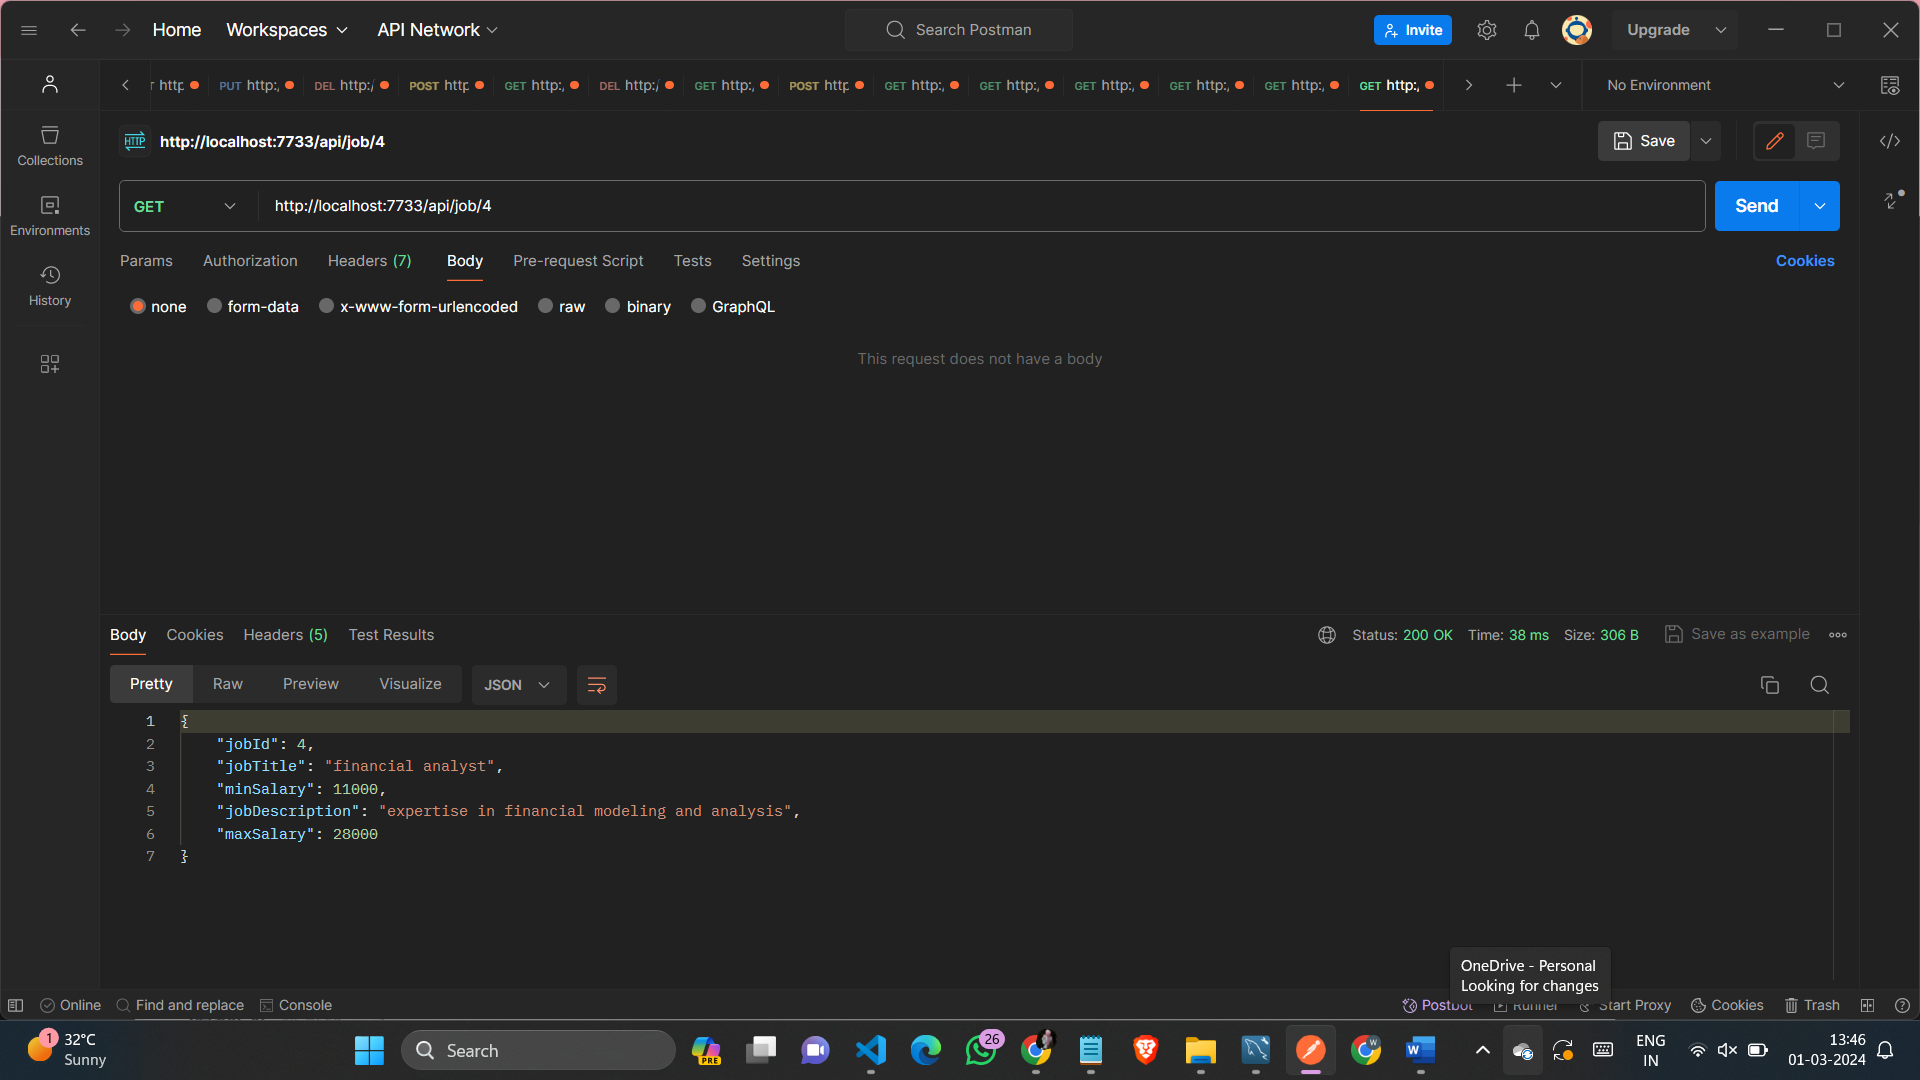 Home Workspaces API Network Search Postman Invite Upgrade
http PUT http:/ DEL http:/ POST http GET http:/ DEL http:/ GET http:/ POST http GET http:/ GET http:/ GET http:/ GET http:/ GET http:/ GET http:/ No Environment
HTTP http://localhost:7733/api/job/4 Save
Collections
GET http://localhost:7733/api/job/4 Send
Environments
Params Authorization Headers (7) Body Pre-request Script Tests Settings Cookies
History
none form-data x-www-form-urlencoded raw binary GraphQL
This request does not have a body
Body Cookies Headers (5) Test Results Status: 200 OK Time: 38 ms Size: 306 B Save as example
Pretty Raw Preview Visualize JSON
1 {
2 "jobId": 4,
3 "jobTitle": "financial analyst",
4 "minSalary": 11000,
5 "jobDescription": "expertise in financial modeling and analysis",
6 "maxSalary": 28000
7 }
OneDrive - Personal
Looking for changes
Online Find and replace Console Postbot Runner Start Proxy Cookies Trash
1 32°C
Sunny
Search
PRE
26
W
W
ENG
IN
13:46
01-03-2024